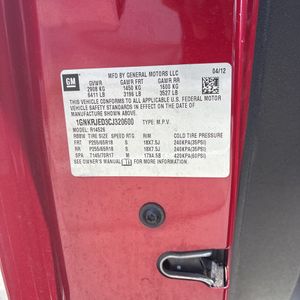 MFD BY GENERAL MOTORS LLC
04/12
GM
GVWR GAWR FRT GAWR RR
2908 KG 1450 KG 1600 KG
6411 LB 3196 LB 3527 LB
THIS VEHICLE CONFORMS TO ALL APPLICABLE U.S. FEDERAL MOTOR
VEHICLE SAFETY AND THEFT PREVENTION
STANDARDS IN EFFECT ON THE DATE OF MANUFACTURE SHOWN ABOVE.
1GNKRJED3CJ320600 TYPE: M.P.V.
MODEL: R14526
TIRE SIZE SPEED RTG RIM COLD TIRE PRESSURE
FRT P255/65R18 S 18X7.5J 240KPA(35PSI)
RR P255/65R18 S 18X7.5J 240KPA(35PSI)
SPA T145/70R17 M 17X4.5B 420KPA(60PSI)
SEE OWNER'S MANUAL FOR MORE INFORMATION.